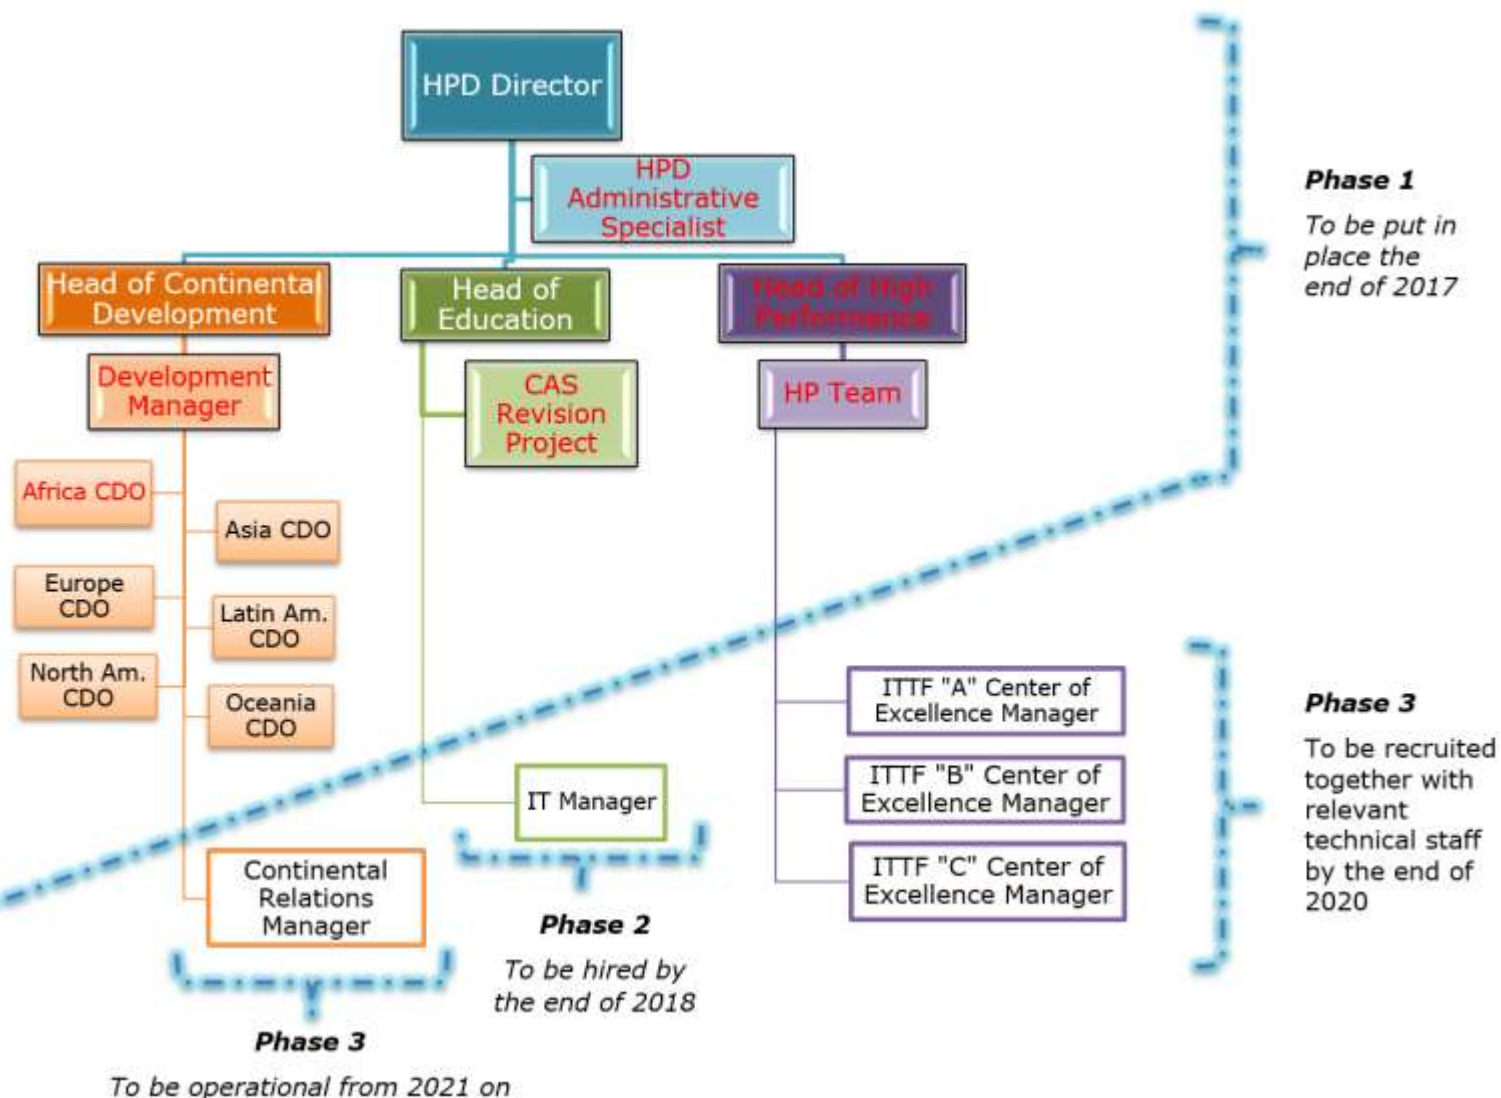 HPD Director
HPD
Administrative
Specialist
Head of Continental
Development
Head of
Education
Head of High
Performance
Development
Manager
CAS
Revision
Project
HP Team
Africa CDO
Asia CDO
Europe
CDO
Latin Am.
CDO
North Am.
CDO
Oceania
CDO
Phase 1
To be put in
place the
end of 2017
ITTF "A" Center of
Excellence Manager
ITTF "B" Center of
Excellence Manager
ITTF "C" Center of
Excellence Manager
Phase 3
To be recruited
together with
relevant
technical staff
by the end of
2020
IT Manager
Phase 2
To be hired by
the end of 2018
Continental
Relations
Manager
Phase 3
To be operational from 2021 on